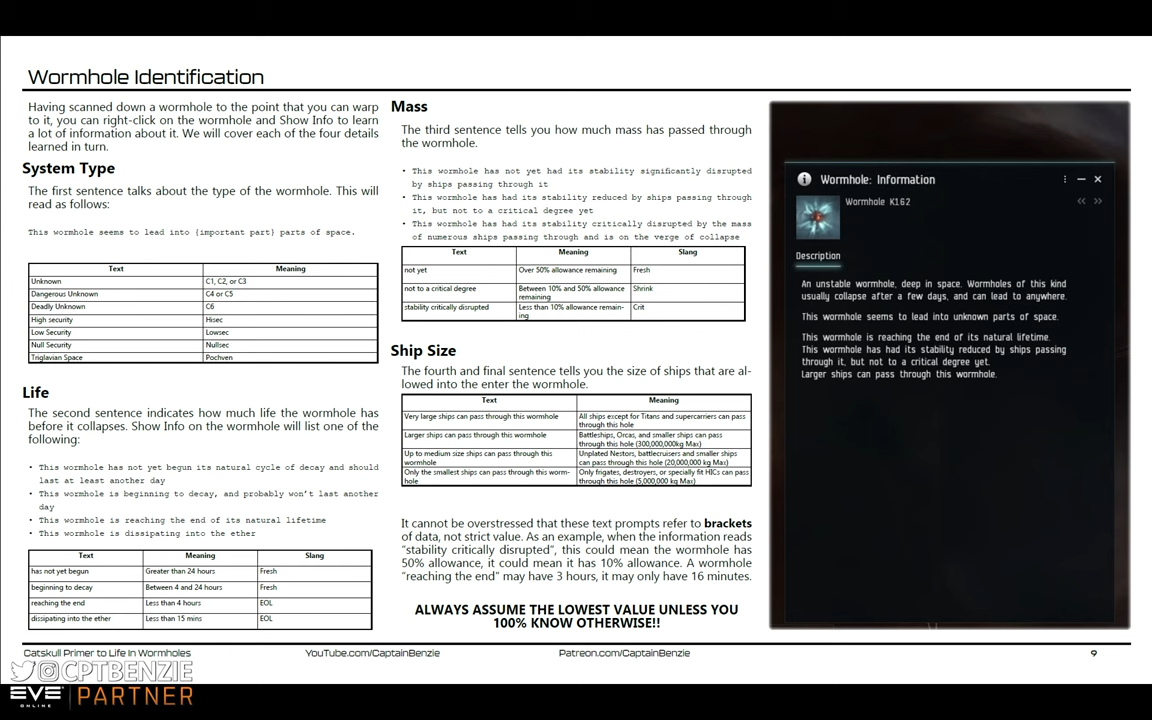 Wormhole Identification
Having scanned down a wormhole to the point that you can warp
to it, you can right-click on the wormhole and Show Info to learn
a lot of information about it. We will cover each of the four details
learned in turn.
System Type
The first sentence talks about the type of the wormhole. This will
read as follows:
This wormhole seems to lead into {important part} parts of space.
Text Meaning
Unknown C1, C2, or C3
Dangerous Unknown C4 or C5
Deadly Unknown C6
High security Hisec
Low Security Lowsec
Null Security Nullsec
Triglavian Space Pochven
Life
The second sentence indicates how much life the wormhole has
before it collapses. Show Info on the wormhole will list one of the
following:
• This wormhole has not yet begun its natural cycle of decay and should
last at least another day
• This wormhole is beginning to decay, and probably won't last another
day
• This wormhole is reaching the end of its natural lifetime
• This wormhole is dissipating into the ether
Text Meaning Slang
has not yet begun Greater than 24 hours Fresh
beginning to decay Between 4 and 24 hours Fresh
reaching the end Less than 4 hours EOL
dissipating into the ether Less than 15 mins EOL
Mass
The third sentence tells you how much mass has passed through
the wormhole.
• This wormhole has not yet had its stability significantly disrupted
by ships passing through it
• This wormhole has had its stability reduced by ships passing through
it, but not to a critical degree yet
• This wormhole has had its stability critically disrupted by the mass
of numerous ships passing through and is on the verge of collapse
Text Meaning Slang
not yet Over 50% allowance remaining Fresh
not to a critical degree Between 10% and 50% allowance Shrink
remaining
stability critically disrupted Less than 10% allowance remain- Crit
ing
Ship Size
The fourth and final sentence tells you the size of ships that are al-
lowed into the enter the wormhole.
Text Meaning
Very large ships can pass through this wormhole All ships except for Titans and supercarriers can pass
through this hole
Larger ships can pass through this wormhole Battleships, Orcas, and smaller ships can pass
through this hole (300,000,000kg Max)
Up to medium size ships can pass through this Unplated Nestors, battlecruisers and smaller ships
wormhole can pass through this hole (20,000,000 kg Max)
Only the smallest ships can pass through this worm- Only frigates, destroyers, or specially fit HICs can pass
hole through this hole (5,000,000 kg Max)
It cannot be overstressed that these text prompts refer to brackets
of data, not strict value. As an example, when the information reads
"stability critically disrupted", this could mean the wormhole has
50% allowance, it could mean it has 10% allowance. A wormhole
"reaching the end" may have 3 hours, it may only have 16 minutes.
ALWAYS ASSUME THE LOWEST VALUE UNLESS YOU
100% KNOW OTHERWISE!!
Wormhole: Information
Wormhole K162
Description
An unstable wormhole, deep in space. Wormholes of this kind
usually collapse after a few days, and can lead to anywhere.
This wormhole seems to lead into unknown parts of space.
This wormhole is reaching the end of its natural lifetime.
This wormhole has had its stability reduced by ships passing
through it, but not to a critical degree yet.
Larger ships can pass through this wormhole.
Catskull Primer to Life In Wormholes YouTube.com/CaptainBenzie Patreon.com/CaptainBenzie 9
CPTBENZIE
EVE ONLINE | PARTNER